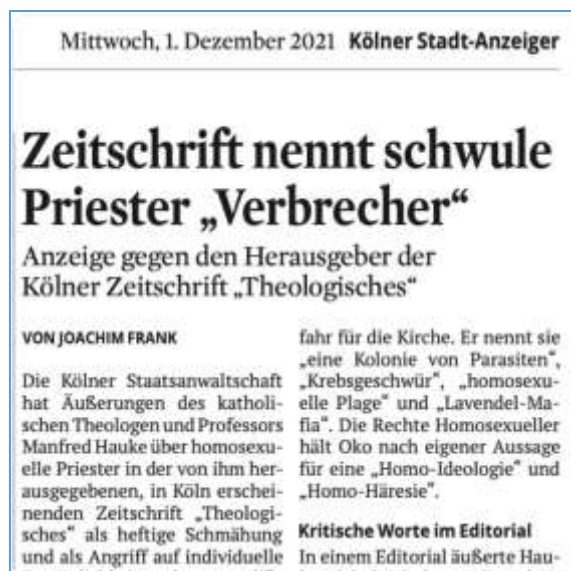 Mittwoch, 1. Dezember 2021 Kölner Stadt-Anzeiger
Zeitschrift nennt schwule
Priester „Verbrecher“
Anzeige gegen den Herausgeber der
Kölner Zeitschrift „Theologisches“
VON JOACHIM FRANK
Die Kölner Staatsanwaltschaft
hat Äußerungen des katholi-
schen Theologen und Professors
Manfred Hauke über homosexu-
elle Priester in der von ihm her-
ausgegebenen, in Köln erschei-
nenden Zeitschrift „Theologi-
sches“ als heftige Schmähung
und als Angriff auf individuelle
fahr für die Kirche. Er nennt sie
„eine Kolonie von Parasiten“,
„Krebsgeschwür“, „homosexu-
elle Plage“ und „Lavendel-Ma-
fia“. Die Rechte Homosexueller
hält Oko nach eigener Aussage
für eine „Homo-Ideologie“ und
„Homo-Häresie“.
Kritische Worte im Editorial
In einem Editorial äußerte Hau-